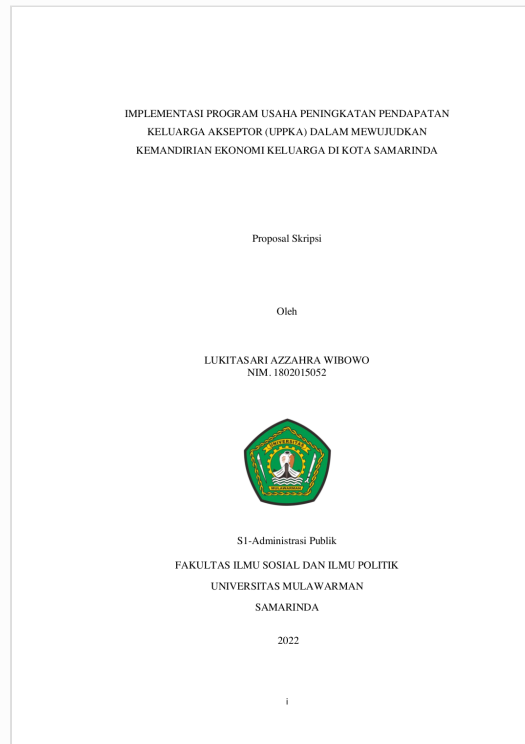 IMPLEMENTASI PROGRAM USAHA PENINGKATAN PENDAPATAN
KELUARGA AKSEPTOR (UPPKA) DALAM MEWUJUDKAN
KEMANDIRIAN EKONOMI KELUARGA DI KOTA SAMARINDA
Proposal Skripsi
Oleh
LUKITASARI AZZAHRA WIBOWO
NIM. 1802015052
UNIVERSITAS
MULAWARMAN
S1-Administrasi Publik
FAKULTAS ILMU SOSIAL DAN ILMU POLITIK
UNIVERSITAS MULAWARMAN
SAMARINDA
2022
i